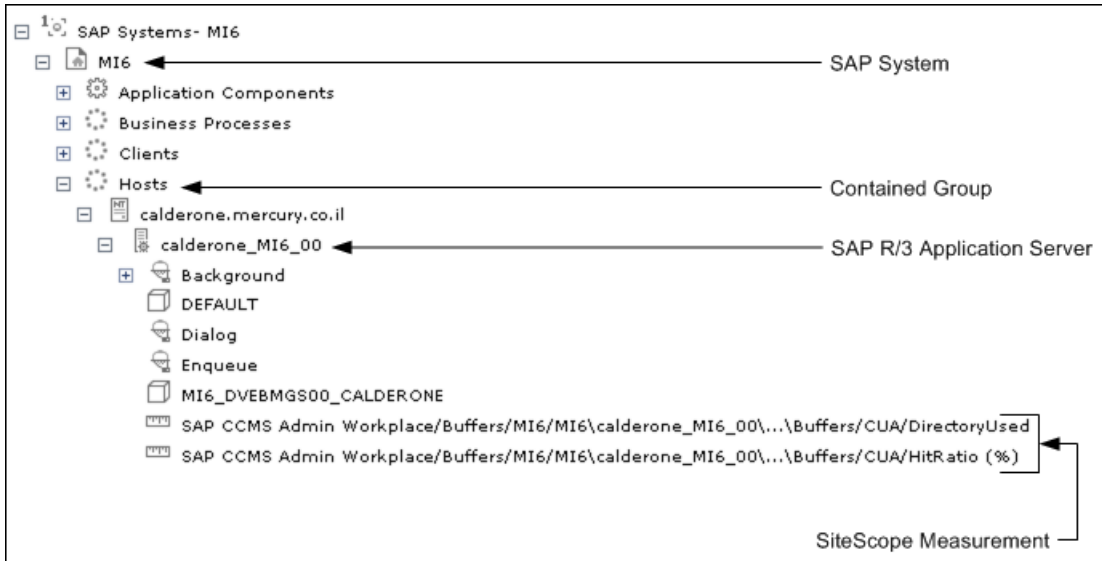 SAP Systems- MI6
MI6
SAP System
Application Components
Business Processes
Clients
Hosts
Contained Group
NT
calderone.mercury.co.il
calderone_MI6_00
SAP R/3 Application Server
Background
DEFAULT
Dialog
Enqueue
MI6_DVEBMGS00_CALDERONE
SAP CCMS Admin Workplace/Buffers/MI6/MI6\calderone_MI6_00\...\Buffers/CUA/DirectoryUsed
SAP CCMS Admin Workplace/Buffers/MI6/MI6\calderone_MI6_00\...\Buffers/CUA/HitRatio (%)
SiteScope Measurement